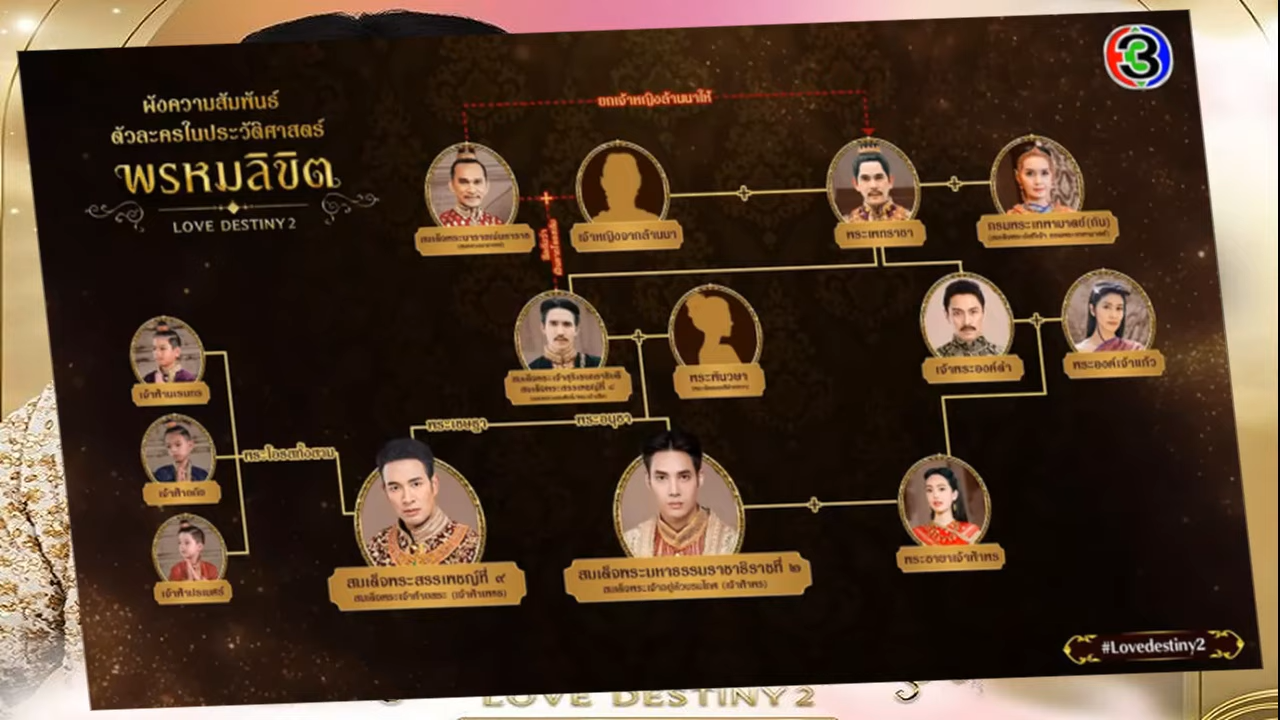 ผังความสัมพันธ์
ตัวละครในประวัติศาสตร์
พรหมลิขิต
LOVE DESTINY 2
3
ยกเจ้าหญิงล้านนาให้
สมเด็จพระนารายณ์มหาราช
เจ้าหญิงจากล้านนา
พระเพทราชา
กรมพระเทพามาตย์(กัน)
สมเด็จพระสรรเพชญ์ที่ ๘
พระพันวษา
เจ้าพระองค์ดำ
พระองค์เจ้าแก้ว
เจ้าฟ้านเรนทร
เจ้าฟ้าอภัย
เจ้าฟ้าปรเมศร์
พระโอรสทั้งสาม
พระเชษฐา
พระอนุชา
สมเด็จพระสรรเพชญ์ที่ ๙
สมเด็จพระเจ้าท้ายสระ (เจ้าฟ้าเพชร)
สมเด็จพระมหาธรรมราชาธิราชที่ ๒
สมเด็จพระเจ้าอยู่หัวบรมโกศ (เจ้าฟ้าพร)
พระชายาเจ้าฟ้าพร
#Lovedestiny2
LOVE DESTINY 2